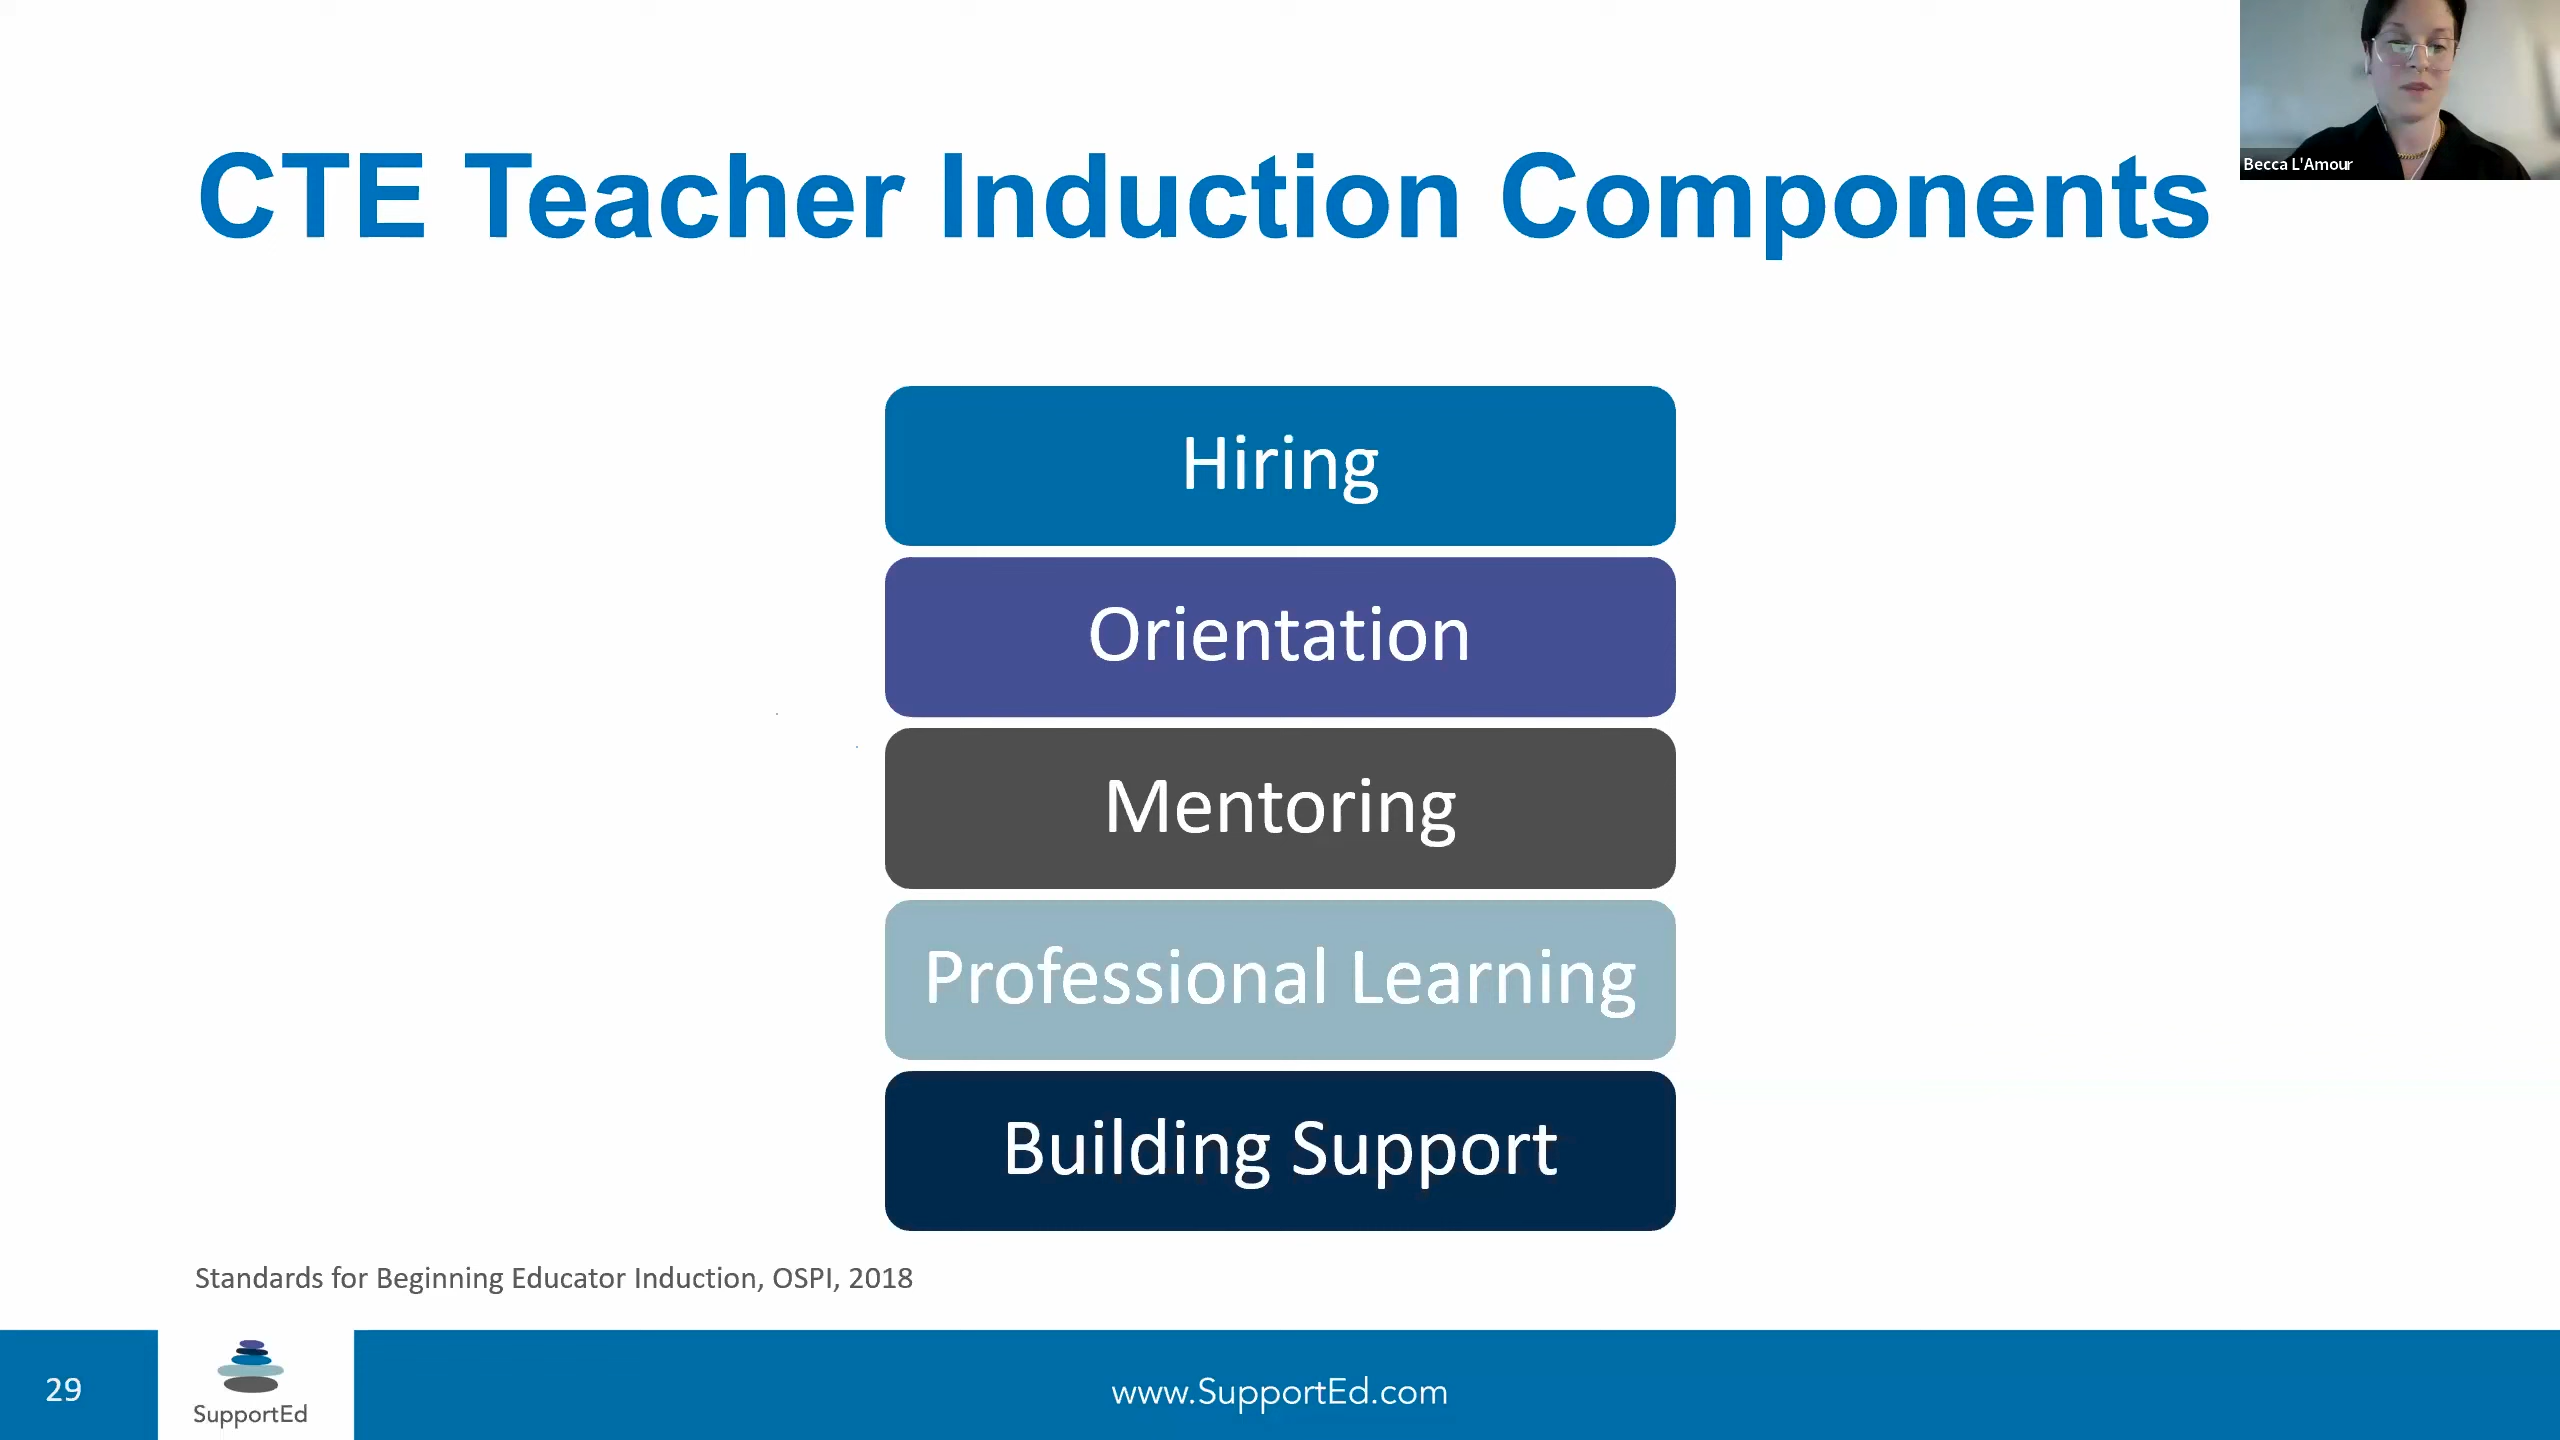 CTE Teacher Induction Components
Becca L'Amour
Hiring
Orientation
Mentoring
Professional Learning
Building Support
Standards for Beginning Educator Induction, OSPI, 2018
29
SupportEd
www.SupportEd.com